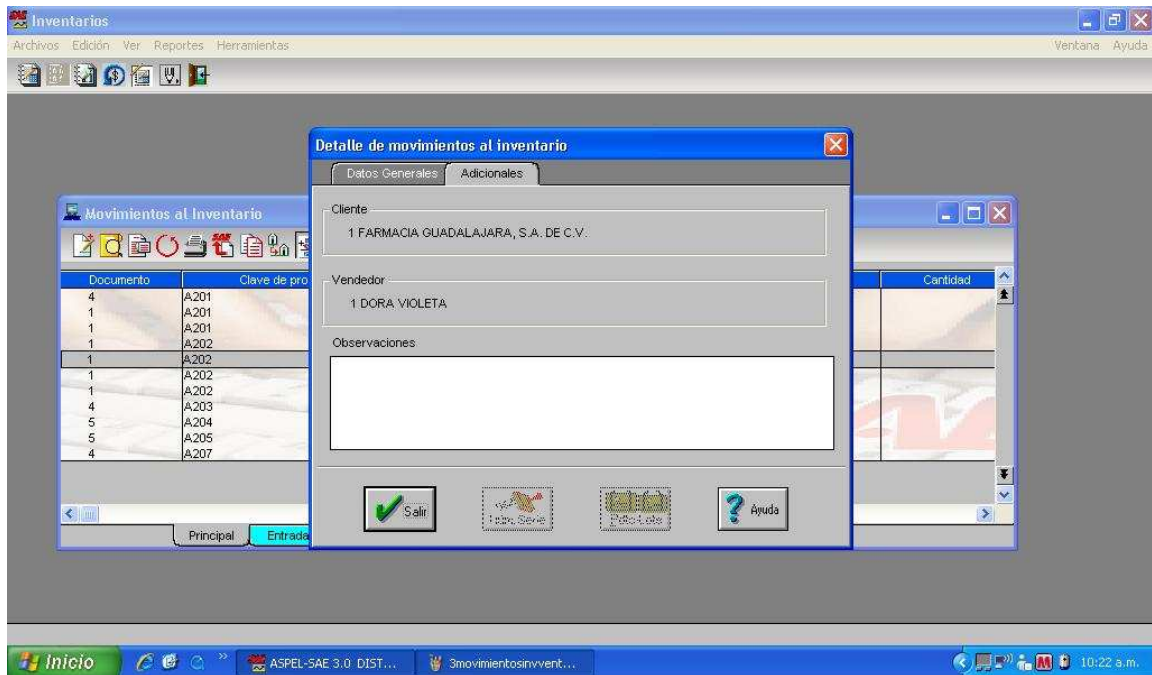 Inventarios
Archivos Edición Ver Reportes Herramientas Ventana Ayuda
Detalle de movimientos al inventario
Datos Generales Adicionales
Cliente
1 FARMACIA GUADALAJARA, S.A. DE C.V.
Vendedor
1 DORA VIOLETA
Observaciones
Salir
Ayuda
Movimientos al Inventario
Documento Clave de pro Cantidad
4 A201
1 A201
1 A201
1 A202
1 A202
1 A202
1 A202
4 A203
5 A204
5 A205
4 A207
Principal Entrada
Inicio ASPEL-SAE 3.0 DIST... 3movimientosinvvent... 10:22 a.m.